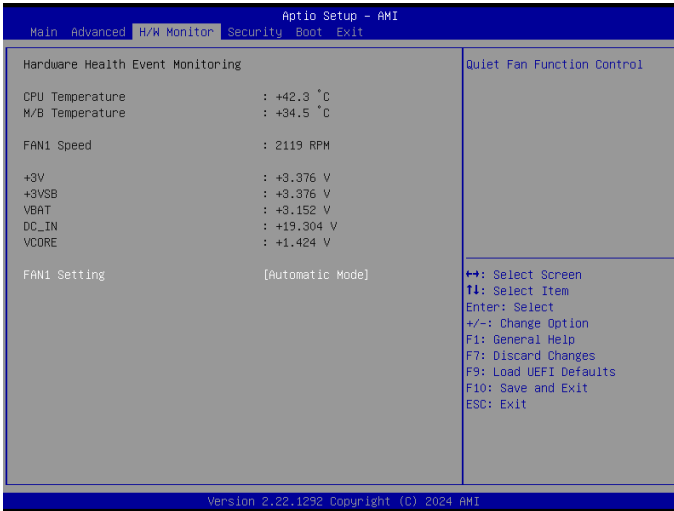 Aptio Setup – AMI
Main Advanced H/W Monitor Security Boot Exit
Hardware Health Event Monitoring
CPU Temperature : +42.3 °C
M/B Temperature : +34.5 °C
FAN1 Speed : 2119 RPM
+3V : +3.376 V
+3VSB : +3.376 V
VBAT : +3.152 V
DC_IN : +19.304 V
VCORE : +1.424 V
FAN1 Setting [Automatic Mode]
Quiet Fan Function Control
↔: Select Screen
↑↓: Select Item
Enter: Select
+/-: Change Option
F1: General Help
F7: Discard Changes
F9: Load UEFI Defaults
F10: Save and Exit
ESC: Exit
Version 2.22.1292 Copyright (C) 2024 AMI